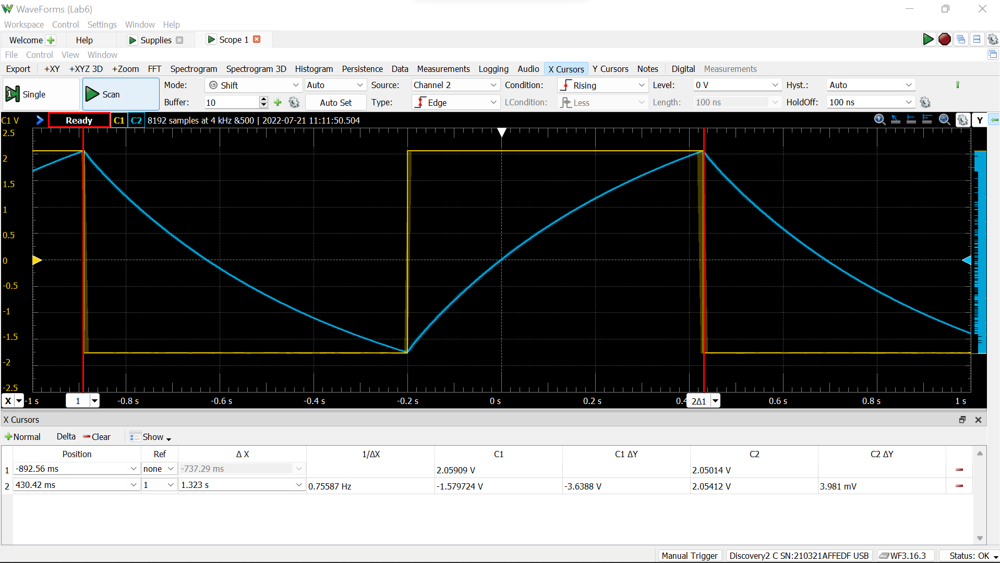 WaveForms (Lab6)
Workspace Control Settings Window Help
Welcome Help Supplies Scope 1
File Control View Window
Export +XY +XYZ 3D +Zoom FFT Spectrogram Spectrogram 3D Histogram Persistence Data Measurements Logging Audio X Cursors Y Cursors Notes Digital Measurements
Single Scan Mode: Shift Auto Source: Channel 2 Condition: Rising Level: 0 V Hyst.: Auto
Buffer: 10 Auto Set Type: Edge LCondition: Less Length: 100 ns HoldOff: 100 ns
C1 V Ready C1 C2 8192 samples at 4 kHz &500 | 2022-07-21 11:11:50.504 Y
2.5
2
1.5
1
0.5
0
-0.5
-1
-1.5
-2
-2.5
X -1 s 1 -0.8 s -0.6 s -0.4 s -0.2 s 0 s 0.2 s 0.4 2Δ1 0.6 s 0.8 s 1 s
X Cursors
Normal Delta Clear Show
Position Ref Δ X 1/ΔX C1 C1 ΔY C2 C2 ΔY
1 -892.56 ms none -737.29 ms 2.05909 V 2.05014 V
2 430.42 ms 1 1.323 s 0.75587 Hz -1.579724 V -3.6388 V 2.05412 V 3.981 mV
Manual Trigger Discovery2 C SN:210321AFFEDF USB WF3.16.3 Status: OK